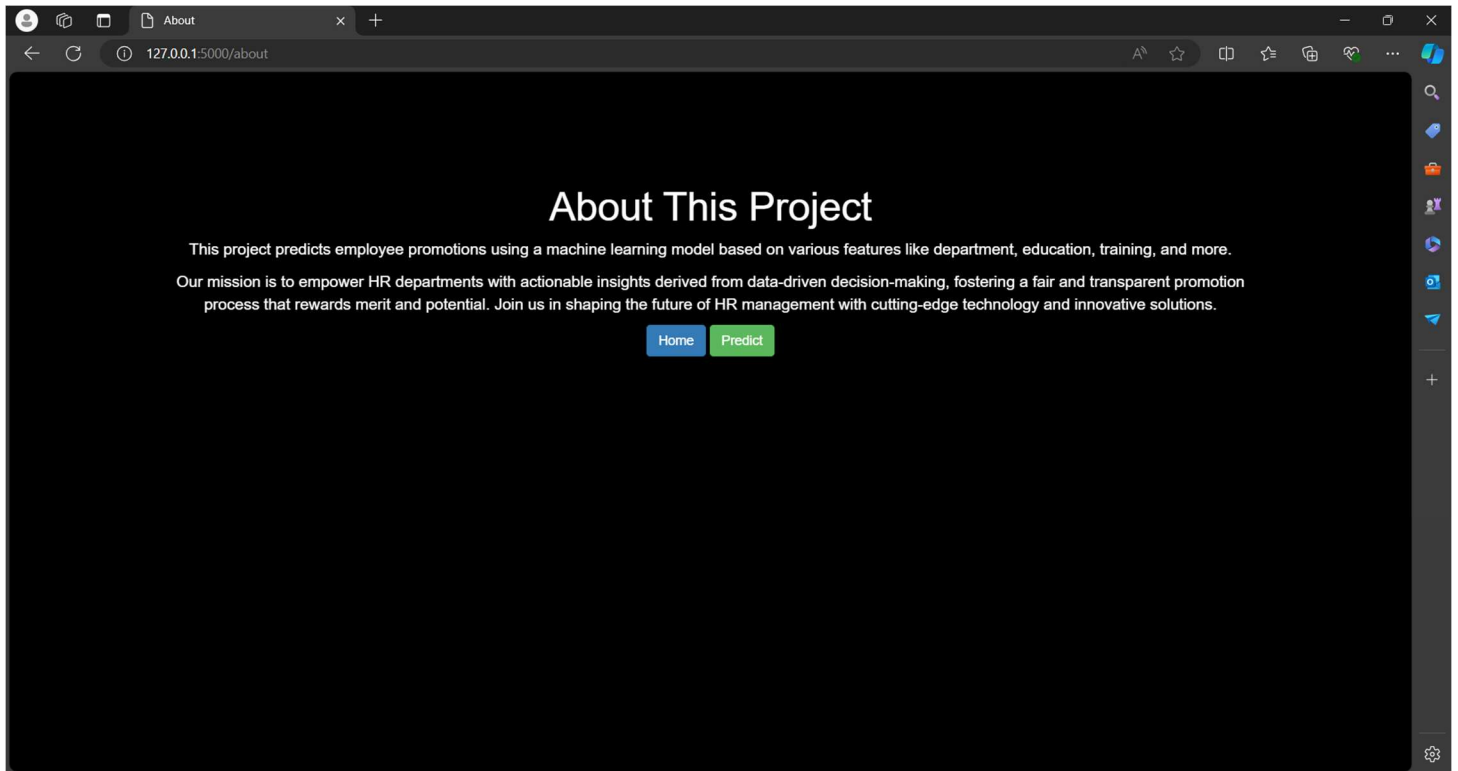 About
127.0.0.1:5000/about
About This Project
This project predicts employee promotions using a machine learning model based on various features like department, education, training, and more.
Our mission is to empower HR departments with actionable insights derived from data-driven decision-making, fostering a fair and transparent promotion
process that rewards merit and potential. Join us in shaping the future of HR management with cutting-edge technology and innovative solutions.
Home Predict